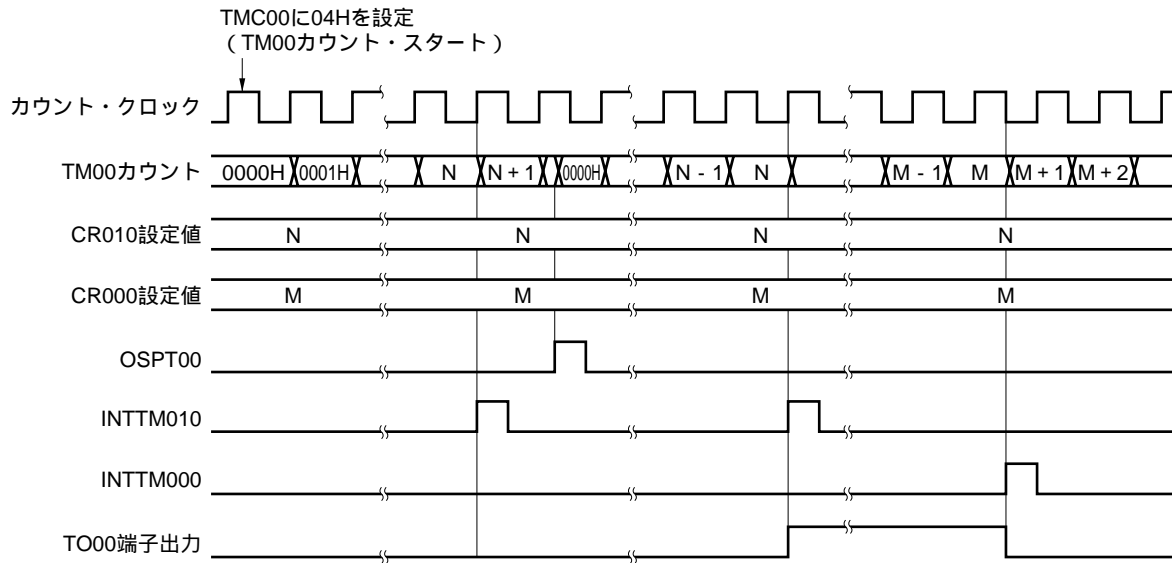 TMC00に04Hを設定
（TM00カウント・スタート）
カウント・クロック
TM00カウント 0000H 0001H N N + 1 0000H N - 1 N M - 1 M M + 1 M + 2
CR010設定値 N N N N
CR000設定値 M M M M
OSPT00
INTTM010
INTTM000
TO00端子出力